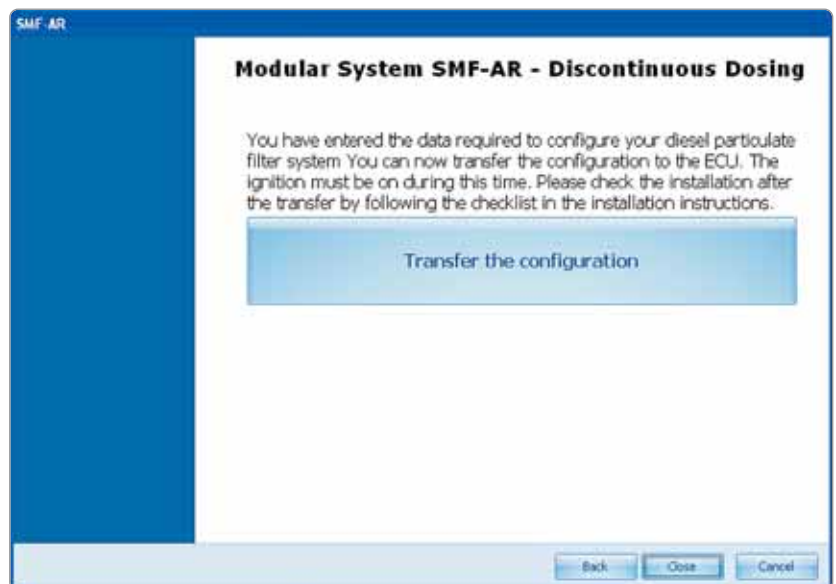 SMF-AR
Modular System SMF-AR - Discontinuous Dosing
You have entered the data required to configure your diesel particulate
filter system You can now transfer the configuration to the ECU. The
ignition must be on during this time. Please check the installation after
the transfer by following the checklist in the installation instructions.
Transfer the configuration
Back Close Cancel